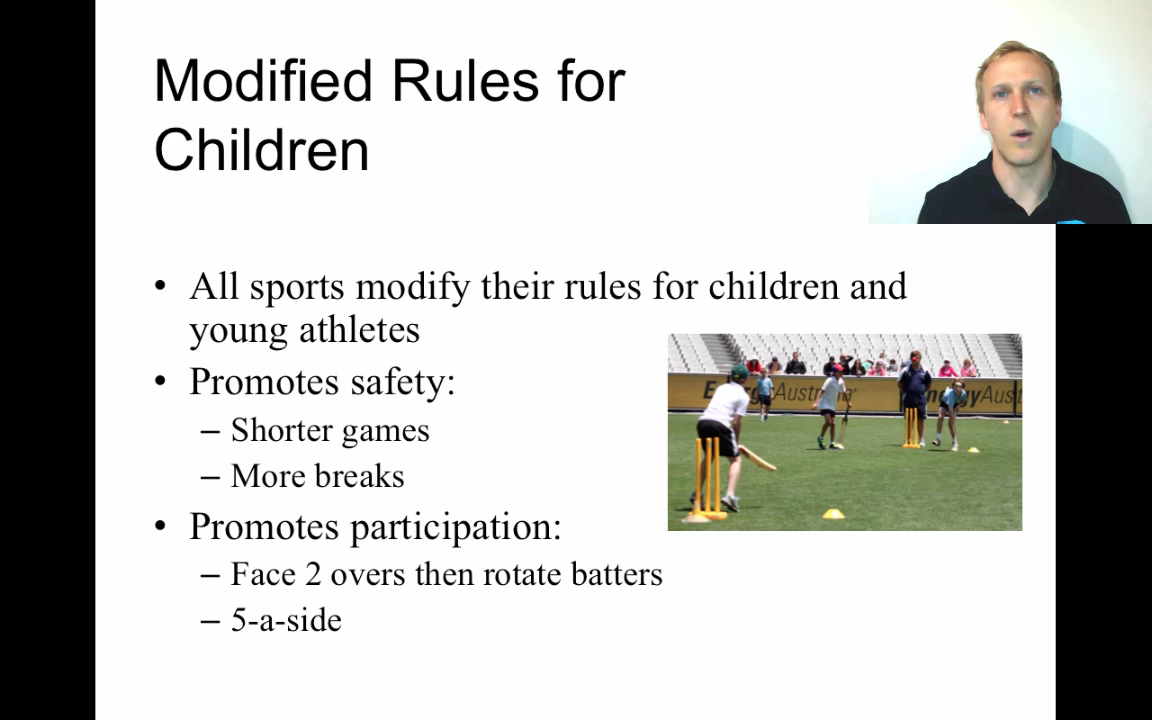 Modified Rules for
Children
• All sports modify their rules for children and
young athletes
• Promotes safety:
– Shorter games
– More breaks
• Promotes participation:
– Face 2 overs then rotate batters
– 5-a-side